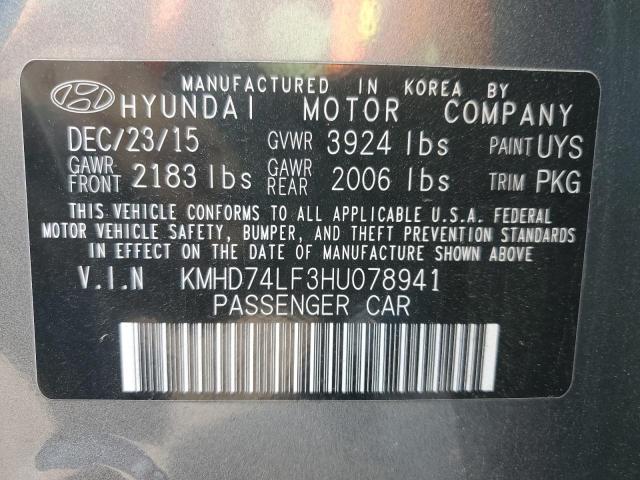 MANUFACTURED IN KOREA BY
HYUNDAI MOTOR COMPANY
DEC/23/15 GVWR 3924 lbs PAINT UYS
GAWR FRONT 2183 lbs GAWR REAR 2006 lbs TRIM PKG
THIS VEHICLE CONFORMS TO ALL APPLICABLE U.S.A. FEDERAL
MOTOR VEHICLE SAFETY, BUMPER, AND THEFT PREVENTION STANDARDS
IN EFFECT ON THE DATE OF MANUFACTURE SHOWN ABOVE.
V.I.N KMHD74LF3HU078941
PASSENGER CAR